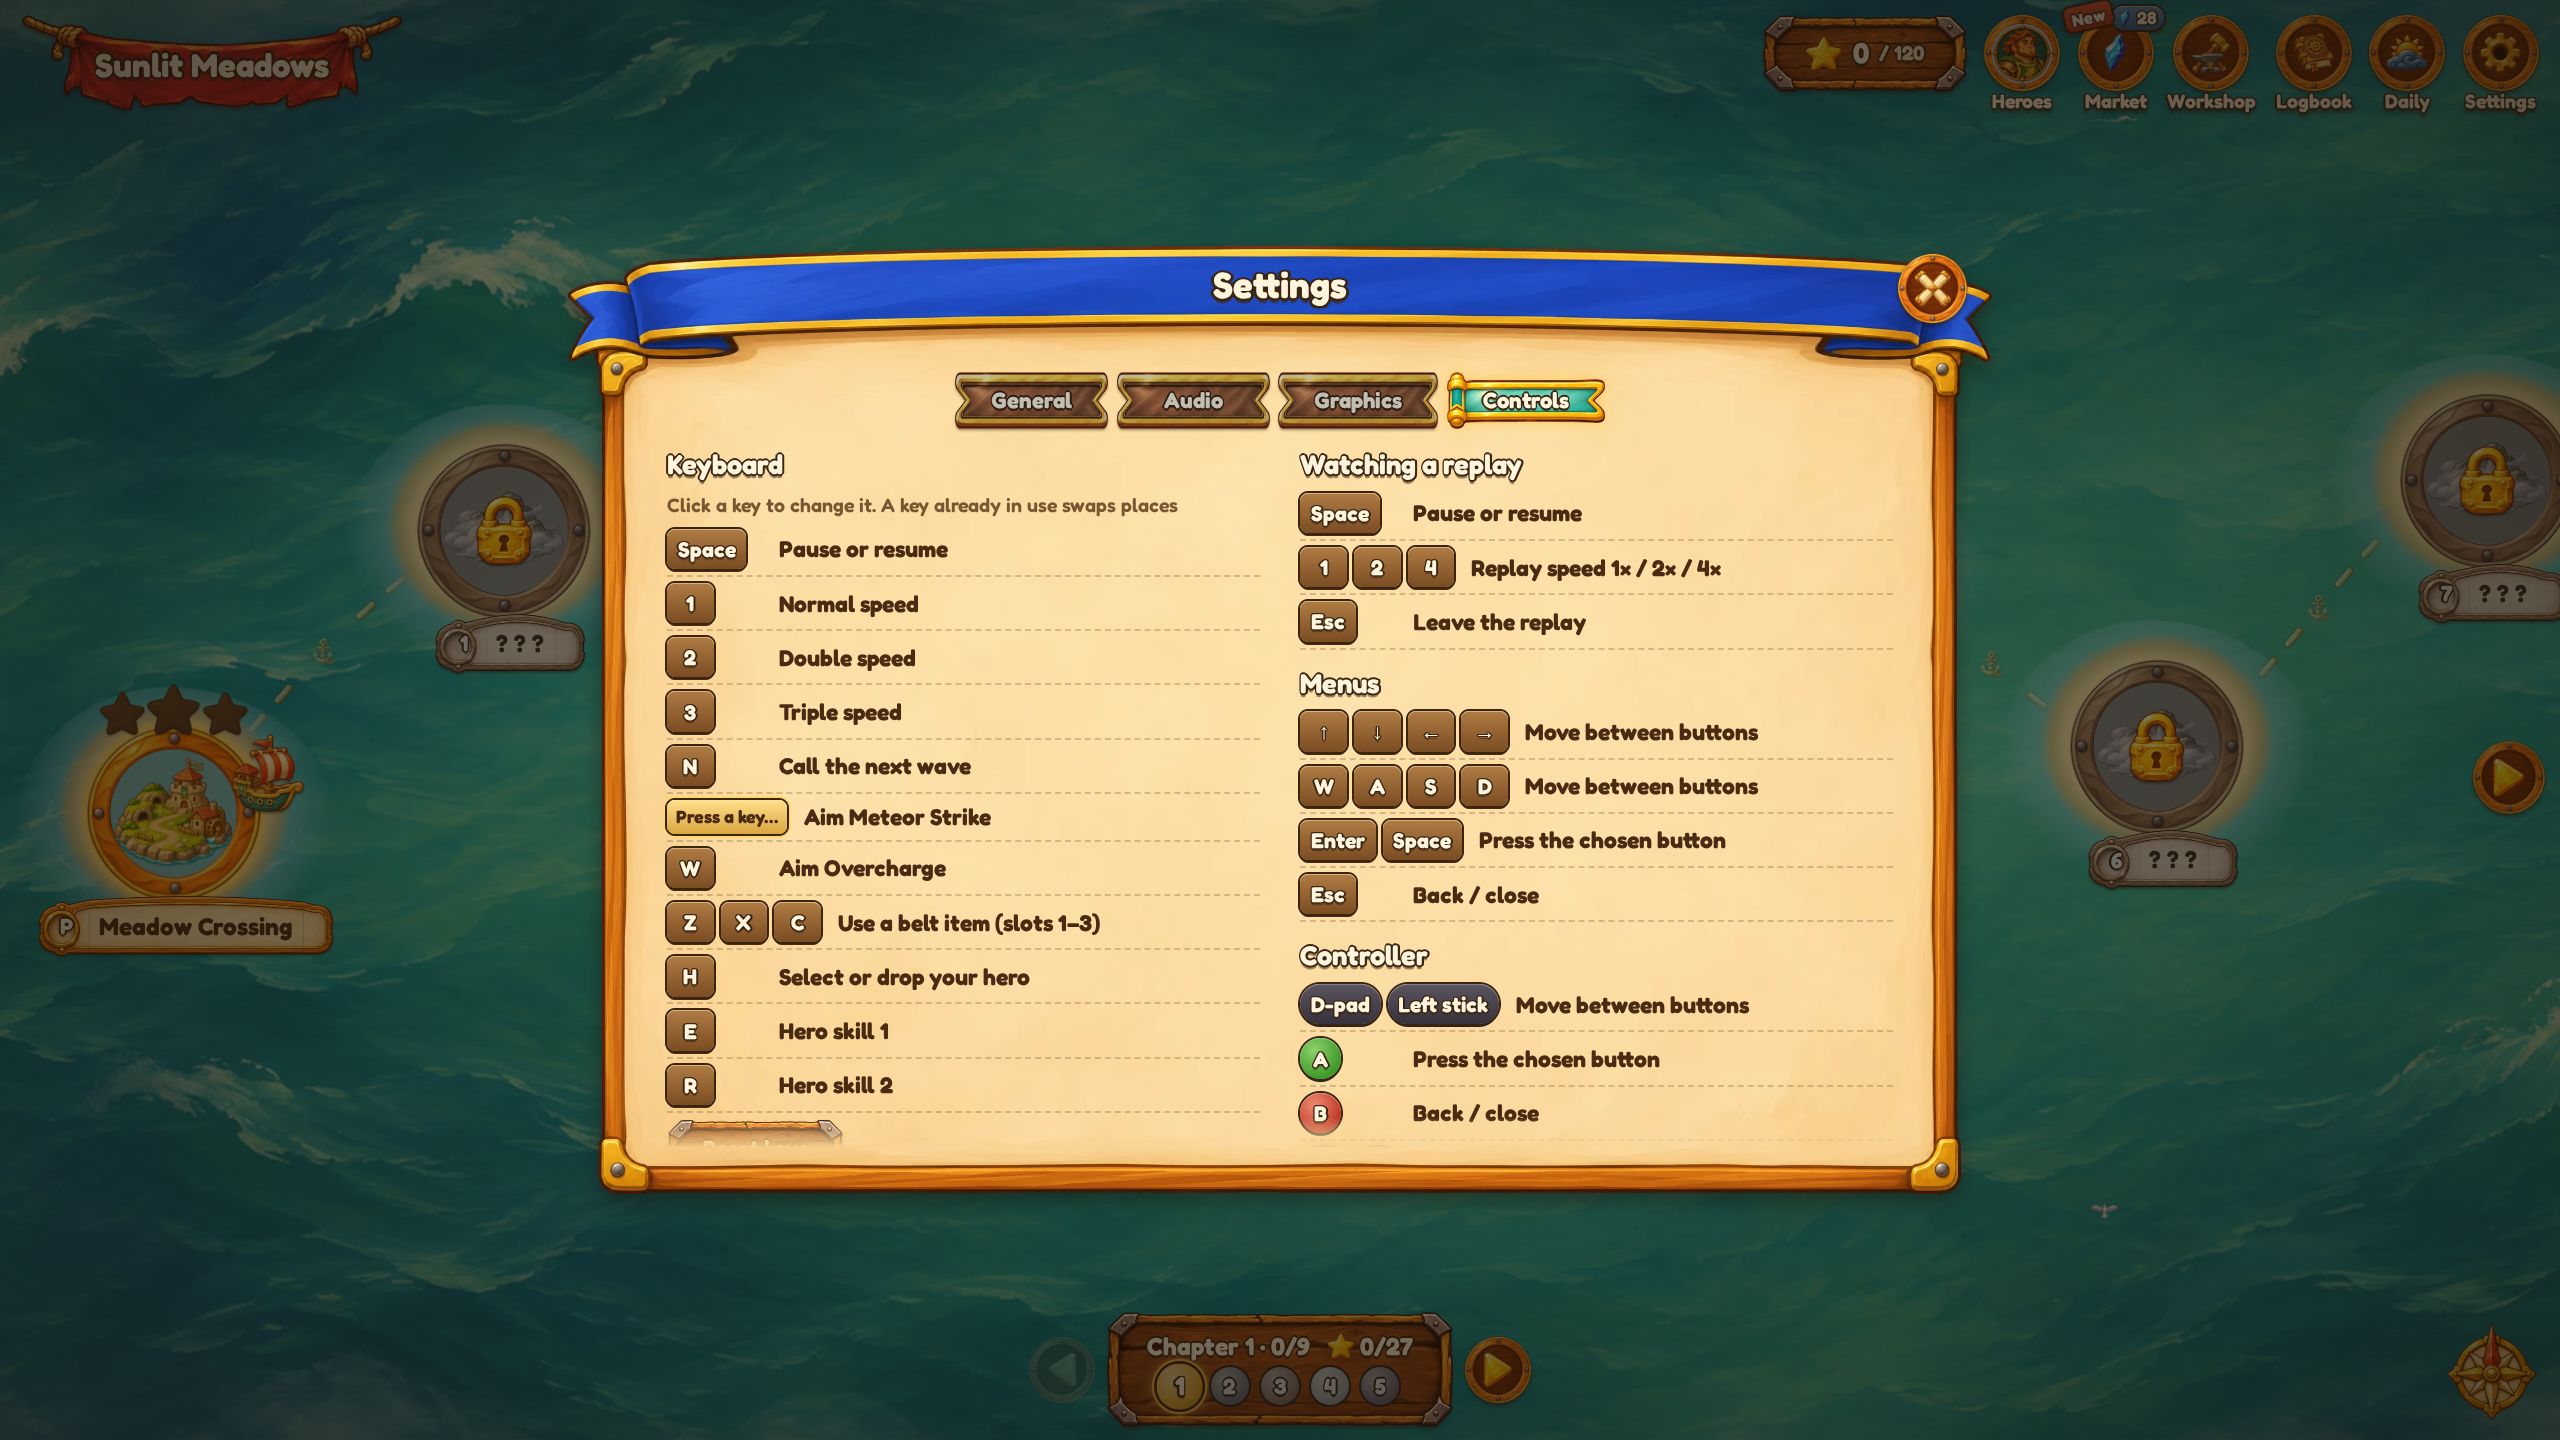 Sunlit Meadows
0 / 120
New
28
Heroes
Market
Workshop
Logbook
Daily
Settings
Settings
General
Audio
Graphics
Controls
Keyboard
Click a key to change it. A key already in use swaps places
Space Pause or resume
1 Normal speed
2 Double speed
3 Triple speed
N Call the next wave
Press a key... Aim Meteor Strike
W Aim Overcharge
Z X C Use a belt item (slots 1–3)
H Select or drop your hero
E Hero skill 1
R Hero skill 2
Watching a replay
Space Pause or resume
1 2 4 Replay speed 1x / 2x / 4x
Esc Leave the replay
Menus
↑ ↓ ← → Move between buttons
W A S D Move between buttons
Enter Space Press the chosen button
Esc Back / close
Controller
D-pad Left stick Move between buttons
A Press the chosen button
B Back / close
1 ???
P Meadow Crossing
7 ???
6 ???
Chapter 1 · 0/9 0/27
1 2 3 4 5